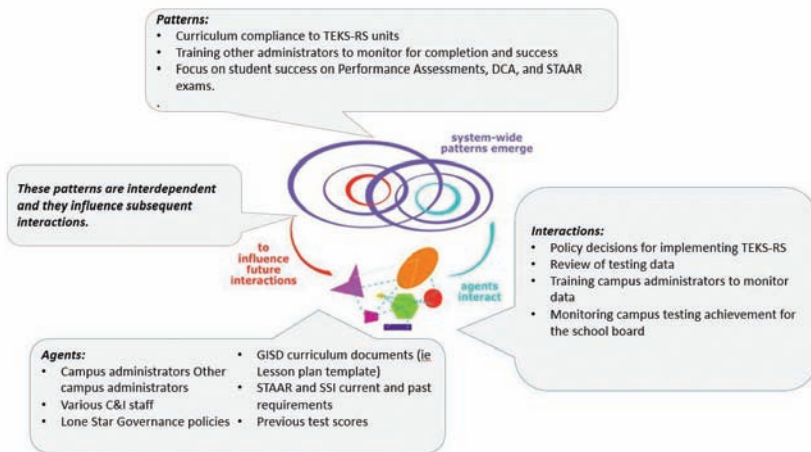 Patterns:
• Curriculum compliance to TEKS-RS units
• Training other administrators to monitor for completion and success
• Focus on student success on Performance Assessments, DCA, and STAAR
exams.
.
system-wide
patterns emerge
These patterns are interdependent
and they influence subsequent
interactions.
to
influence
future
interactions
agents
interact
Interactions:
• Policy decisions for implementing TEKS-RS
• Review of testing data
• Training campus administrators to monitor
data
• Monitoring campus testing achievement for
the school board
Agents:
• Campus administrators Other
campus administrators
• Various C&I staff
• Lone Star Governance policies
• GISD curriculum documents (ie
Lesson plan template)
• STAAR and SSI current and past
requirements
• Previous test scores